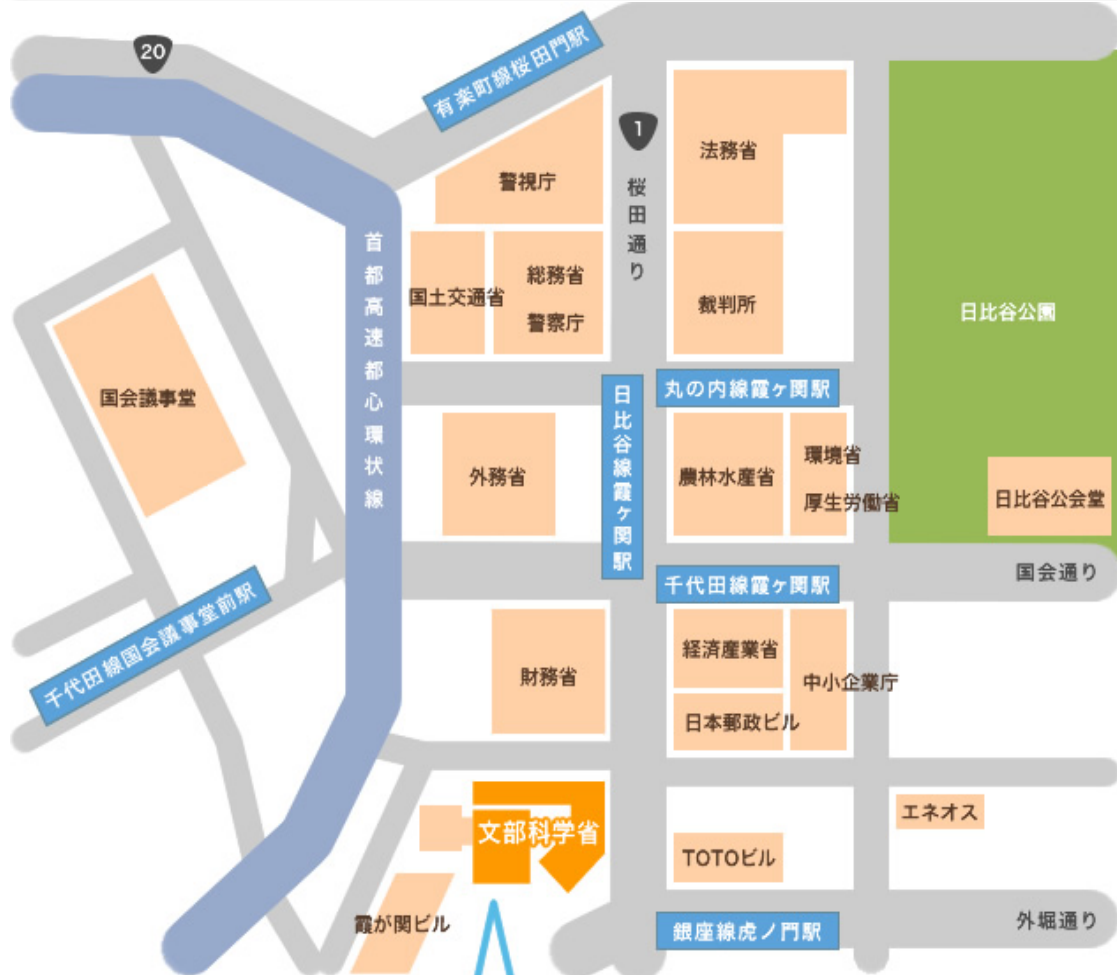 20
有楽町線桜田門駅
1
桜田通り
法務省
警視庁
首都高速都心環状線
国土交通省
総務省
警察庁
裁判所
日比谷公園
国会議事堂
丸の内線霞ヶ関駅
日比谷線霞ヶ関駅
外務省
農林水産省
環境省
厚生労働省
日比谷公会堂
国会通り
千代田線霞ヶ関駅
千代田線国会議事堂前駅
財務省
経済産業省
中小企業庁
日本郵政ビル
文部科学省
エネオス
TOTOビル
霞が関ビル
銀座線虎ノ門駅
外堀通り